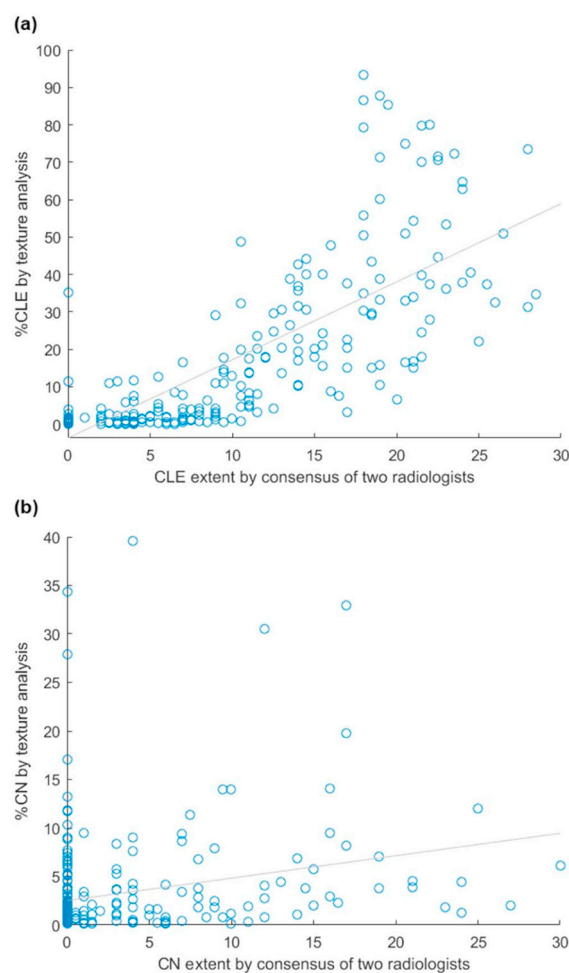 (a)
100
90
80
70
60
50
40
30
20
10
0
%CLE by texture analysis
0 5 10 15 20 25 30
CLE extent by consensus of two radiologists
(b)
40
35
30
25
20
15
10
5
0
%CN by texture analysis
0 5 10 15 20 25 30
CN extent by consensus of two radiologists